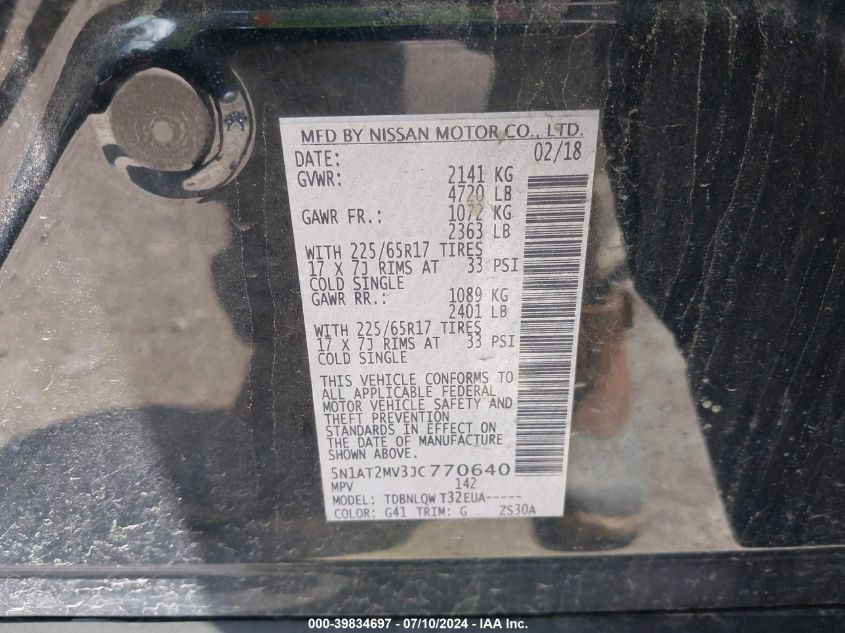 MFD BY NISSAN MOTOR CO., LTD.
DATE: 02/18
GVWR: 2141 KG
4720 LB
GAWR FR.: 1072 KG
2363 LB
WITH 225/65R17 TIRES
17 X 7J RIMS AT 33 PSI
COLD SINGLE
GAWR RR.: 1089 KG
2401 LB
WITH 225/65R17 TIRES
17 X 7J RIMS AT 33 PSI
COLD SINGLE
THIS VEHICLE CONFORMS TO
ALL APPLICABLE FEDERAL
MOTOR VEHICLE SAFETY AND
THEFT PREVENTION
STANDARDS IN EFFECT ON
THE DATE OF MANUFACTURE
SHOWN ABOVE.
5N1AT2MV3JC770640
MPV 142
MODEL: TDBNLQW T32EUA-----
COLOR: G41 TRIM: G ZS30A
000-39834697 - 07/10/2024 - IAA Inc.